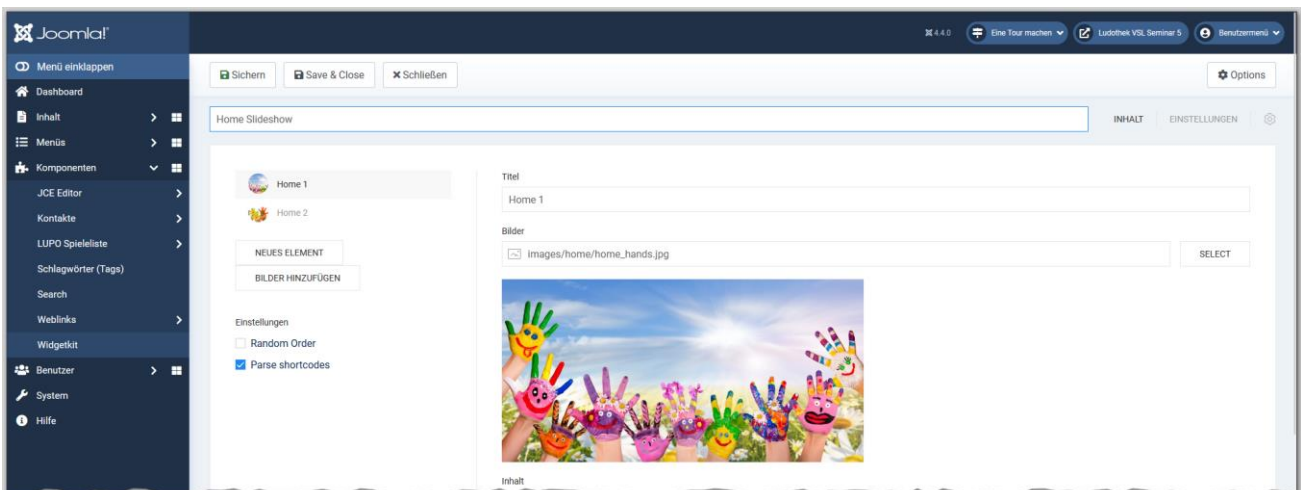 Joomla!
4.4.0
Eine Tour machen
Ludothek VSL Seminar 5
Benutzermenü
Menü einklappen
Dashboard
Inhalt
Menüs
Komponenten
JCE Editor
Kontakte
LUPO Spieleliste
Schlagwörter (Tags)
Search
Weblinks
Widgetkit
Benutzer
System
Hilfe
Sichern
Save & Close
Schließen
Options
Home Slideshow
INHALT
EINSTELLUNGEN
Home 1
Home 2
NEUES ELEMENT
BILDER HINZUFÜGEN
Einstellungen
Random Order
Parse shortcodes
Titel
Home 1
Bilder
images/home/home_hands.jpg
SELECT
Inhalt